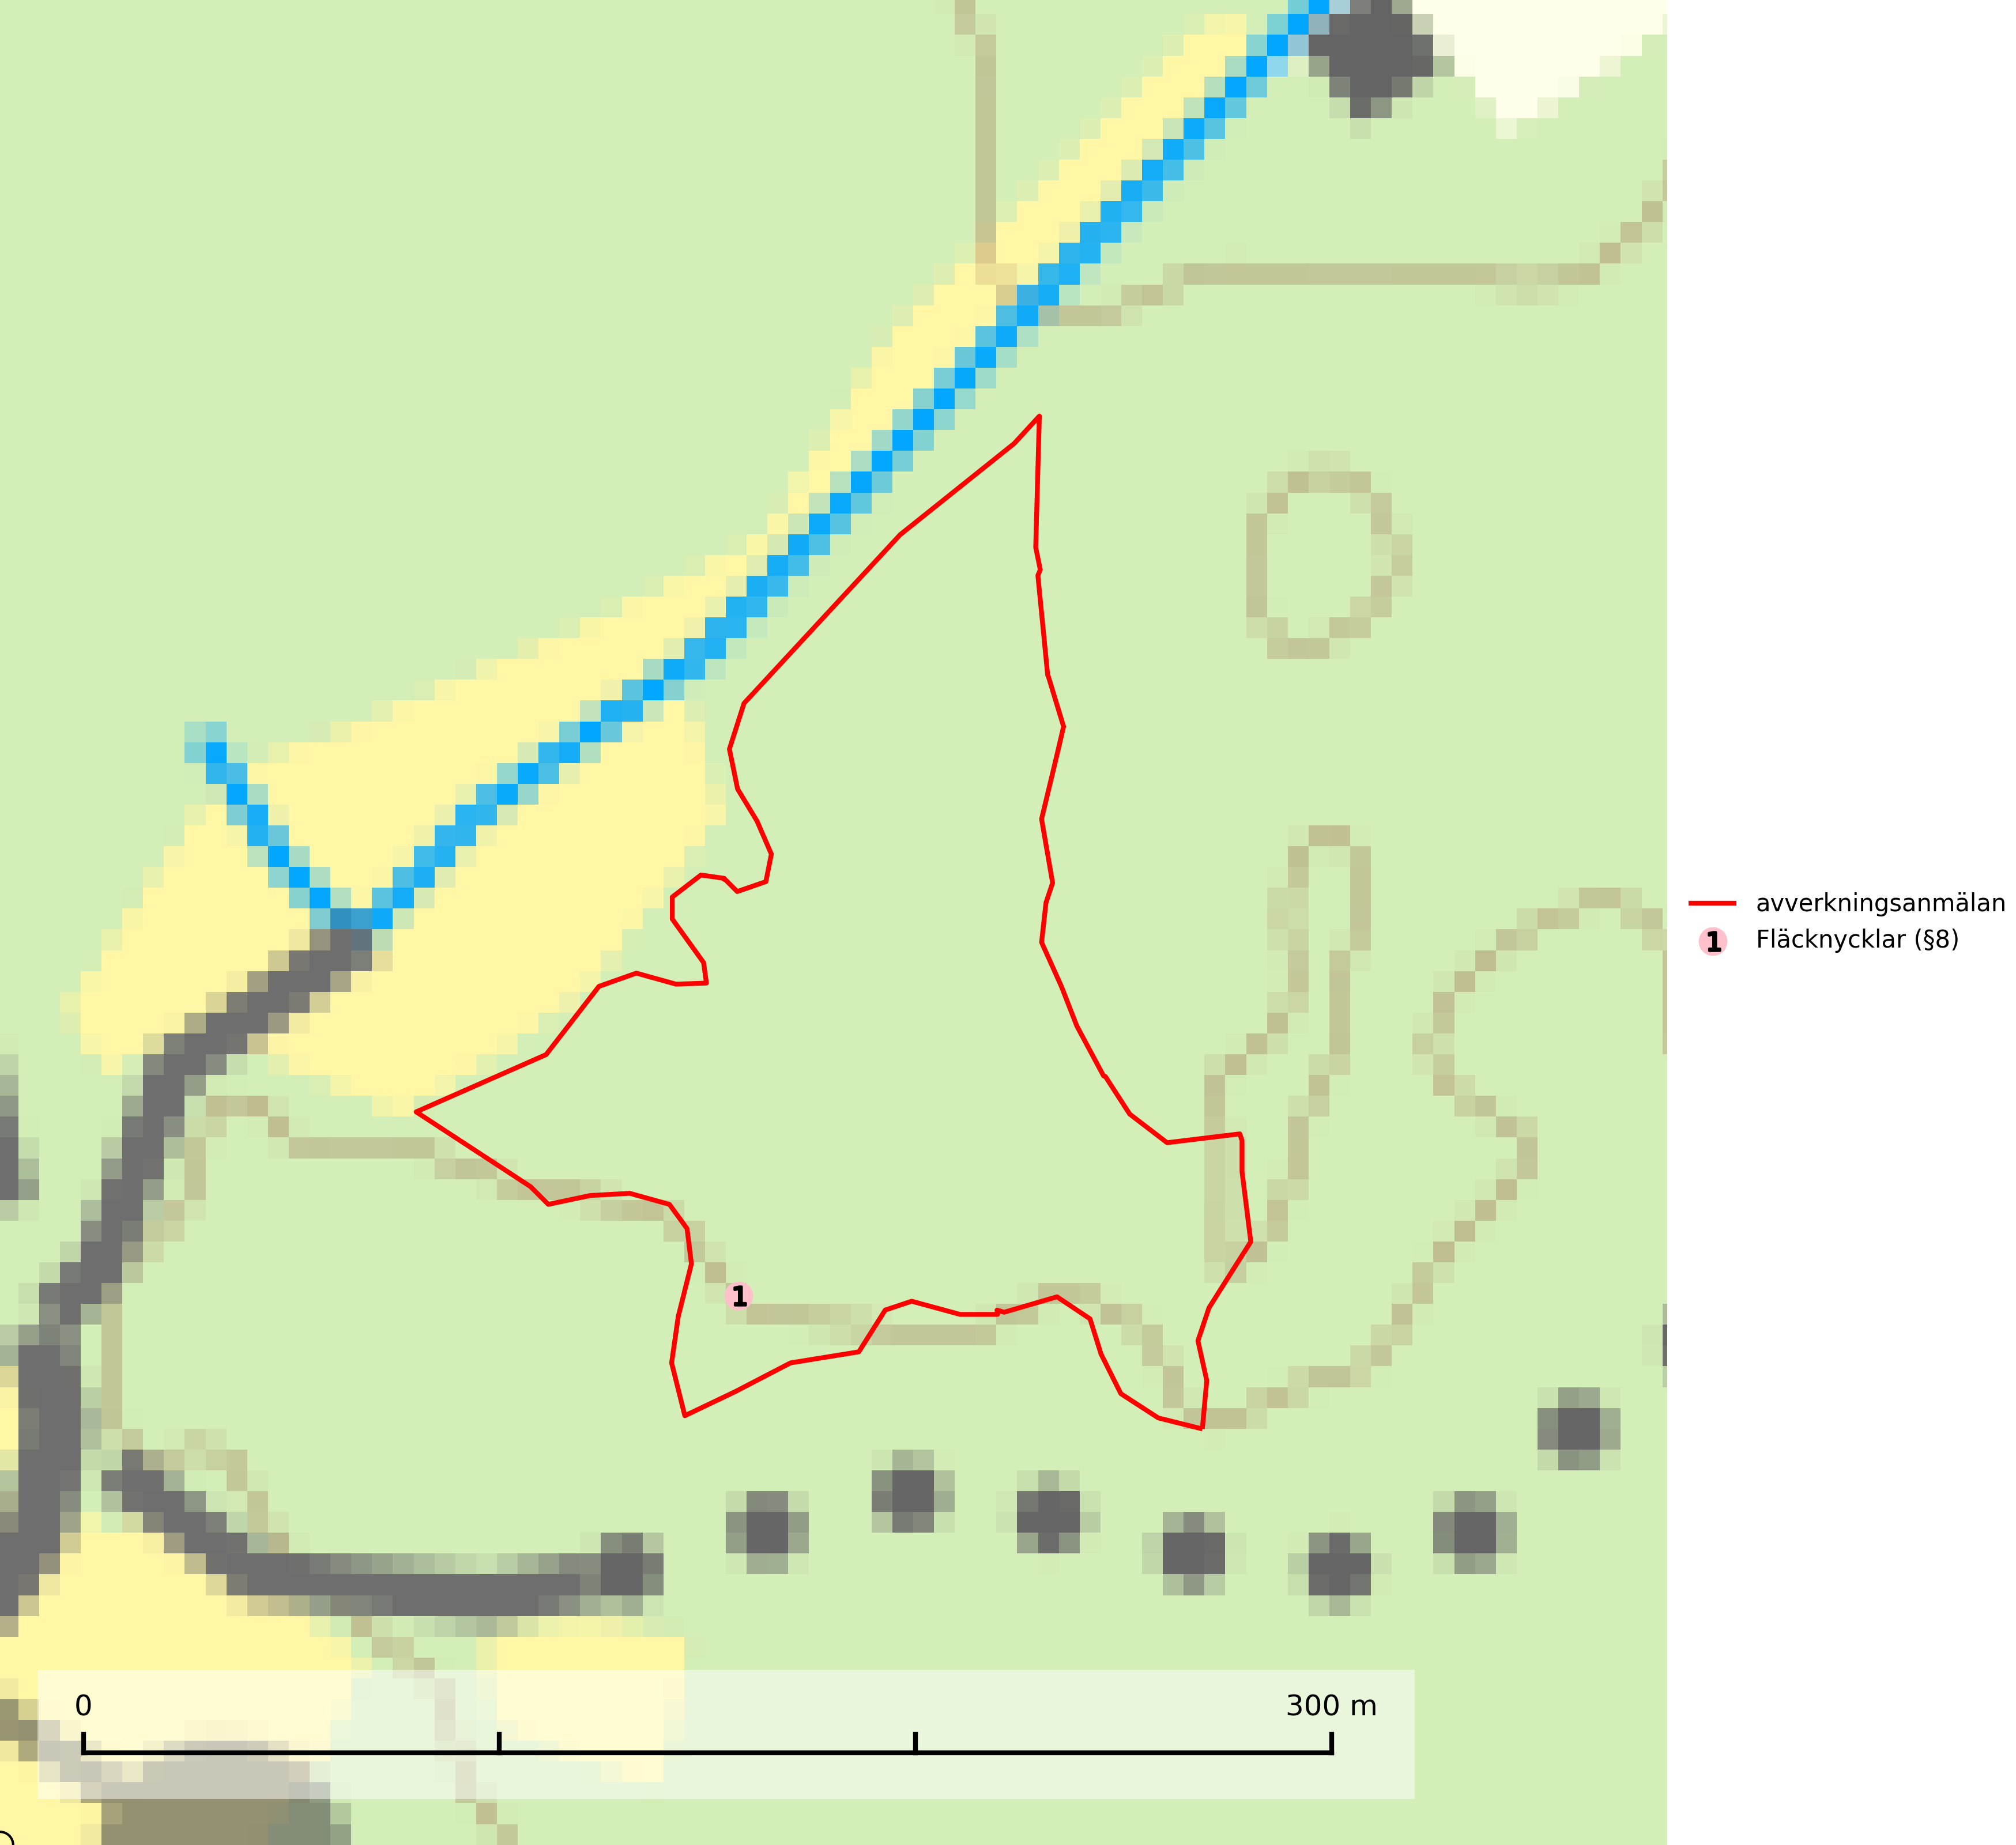 avverkningsanmälan
1 Fläcknycklar (§8)
1
0 300 m